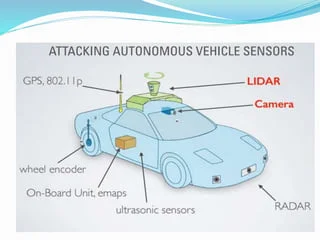 ATTACKING AUTONOMOUS VEHICLE SENSORS
GPS, 802.11p
LIDAR
Camera
wheel encoder
On-Board Unit, emaps
ultrasonic sensors
RADAR